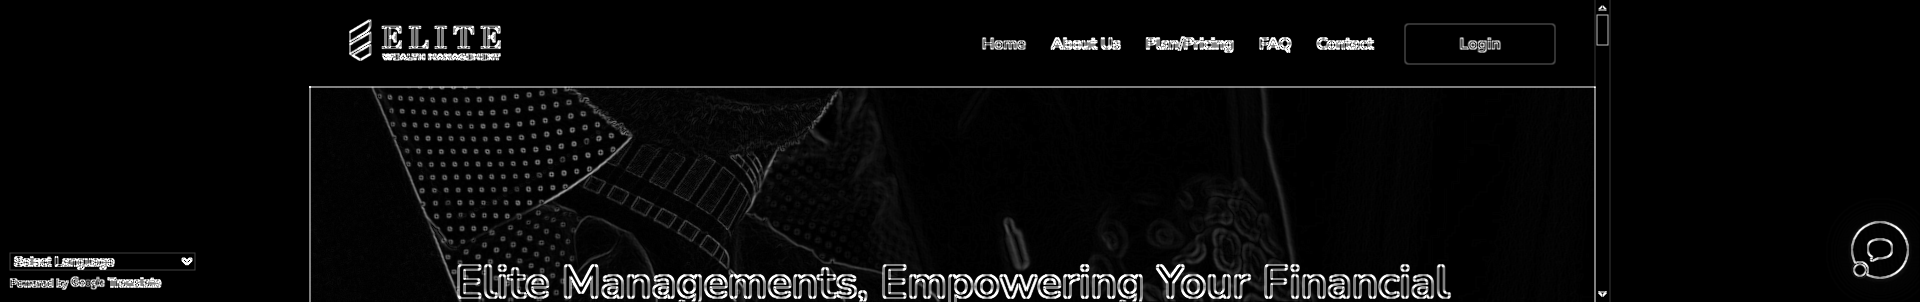 ELITE
WEALTH MANAGEMENT
Home About Us Plan/Pricing FAQ Contact Login
Elite Managements, Empowering Your Financial
Select Language
Powered by Google Translate